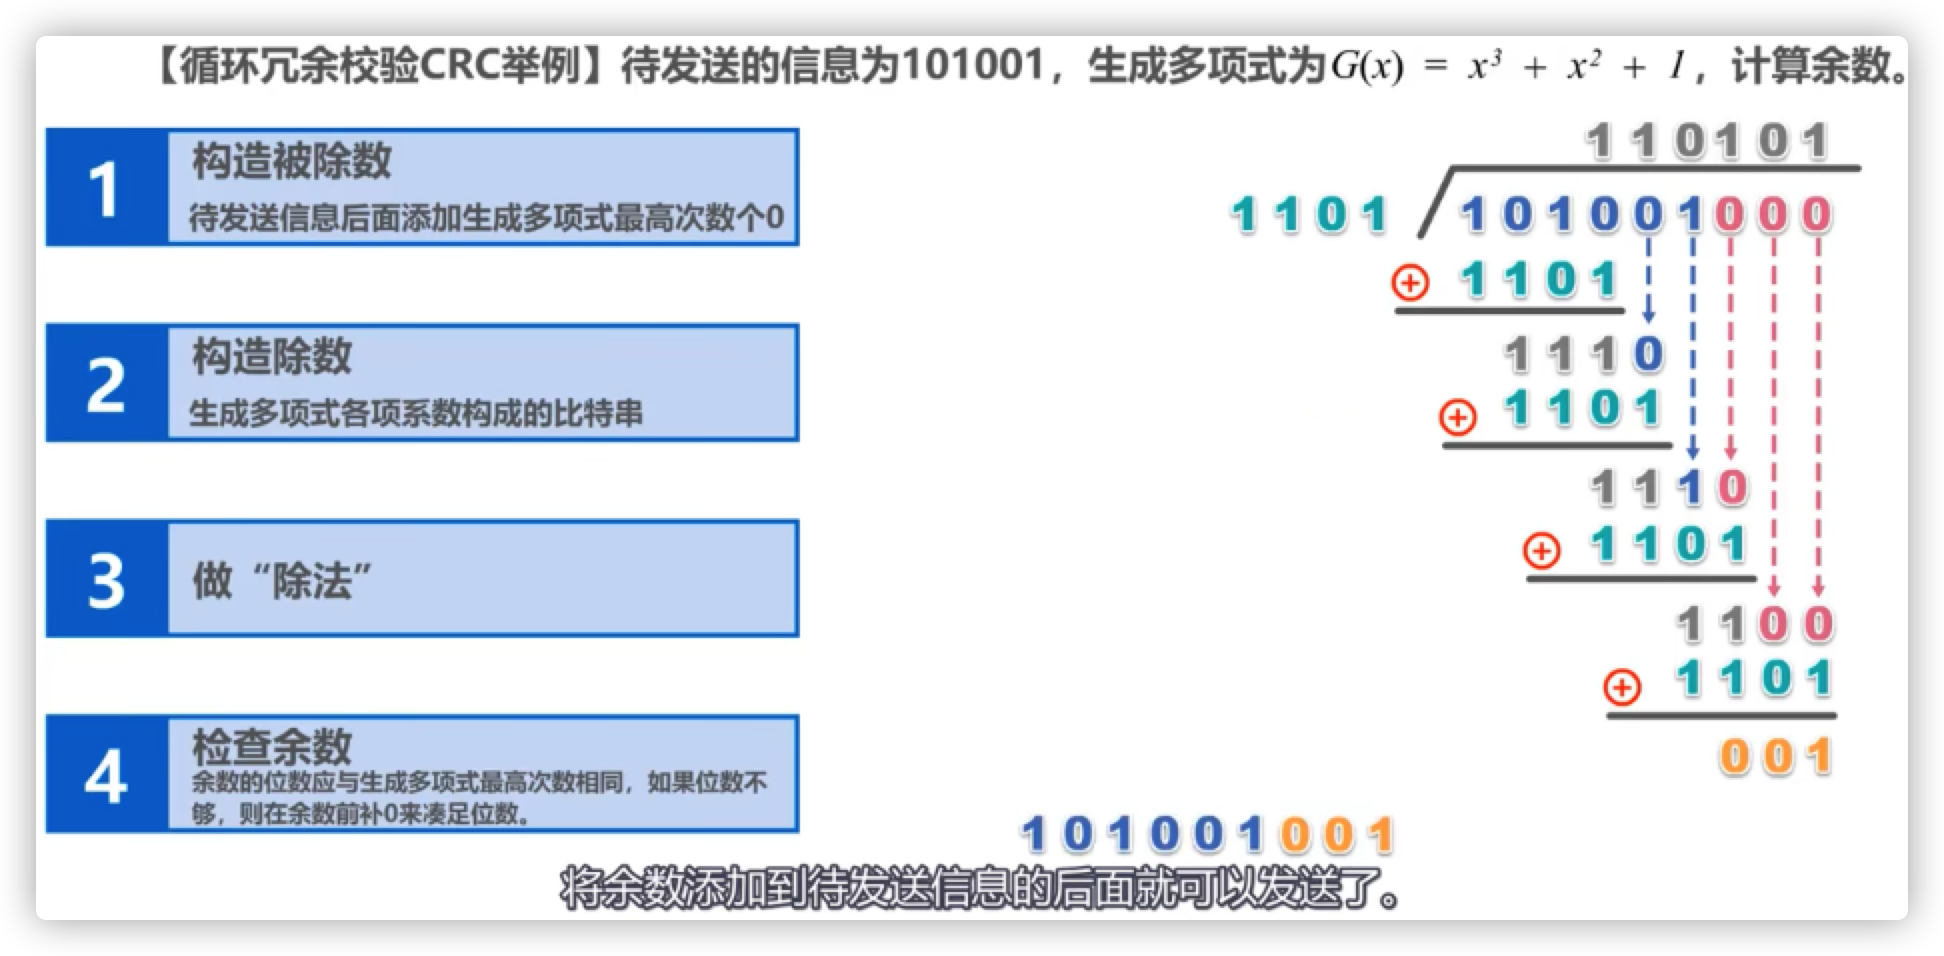 【循环冗余校验CRC举例】待发送的信息为101001，生成多项式为G(x) = x³ + x² + 1，计算余数。
1
构造被除数
待发送信息后面添加生成多项式最高次数个0
2
构造除数
生成多项式各项系数构成的比特串
3
做“除法”
4
检查余数
余数的位数应与生成多项式最高次数相同，如果位数不
够，则在余数前补0来凑足位数。
110101
1101 101001000
⊕ 1101
1110
⊕ 1101
1110
⊕ 1101
1100
⊕ 1101
001
101001001
将余数添加到待发送信息的后面就可以发送了。